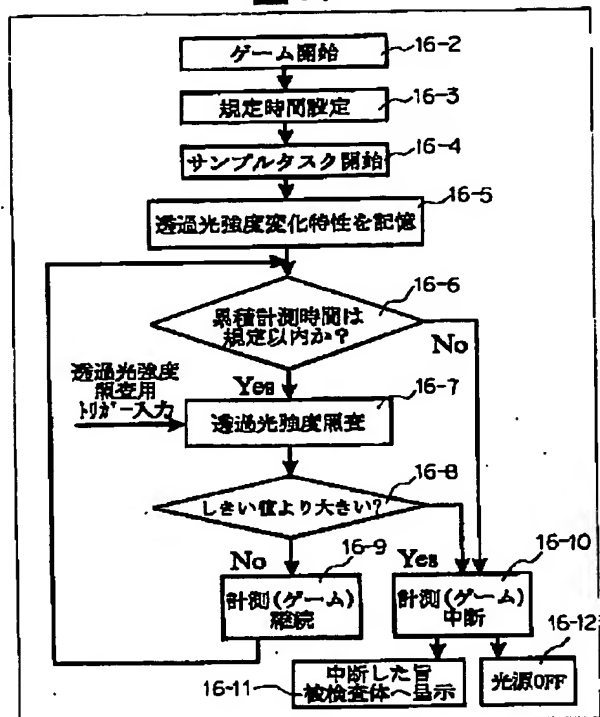 ゲーム開始
16-2
規定時間設定
16-3
サンプルタスク開始
16-4
透過光強度変化特性を記憶
16-5
累積計測時間は
規定以内か?
16-6
No
Yes
透過光強度
照査用
トリガー入力
透過光強度照査
16-7
しきい値より大きい?
16-8
No
Yes
計測(ゲーム)
継続
16-9
計測(ゲーム)
中断
16-10
16-11
中断した旨
被検査体へ呈示
光源OFF
16-12